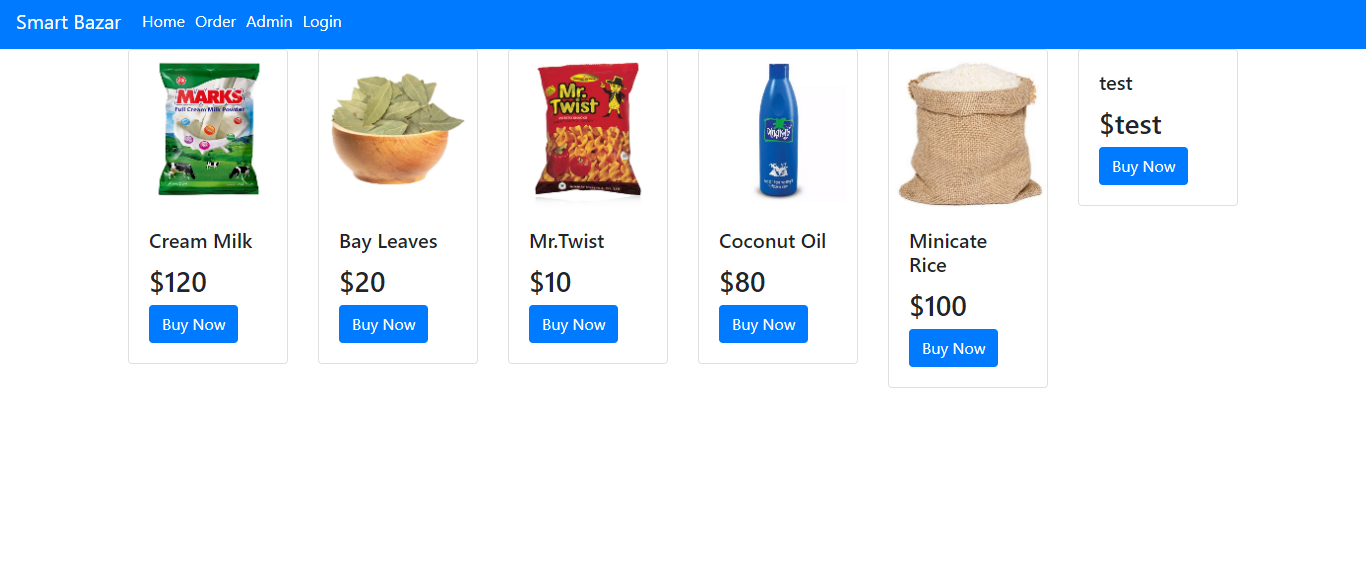 Smart Bazar Home Order Admin Login
MARKS
Full Cream Milk Powder
Mr.
Twist
Cream Milk
$120
Buy Now
Bay Leaves
$20
Buy Now
Mr.Twist
$10
Buy Now
Coconut Oil
$80
Buy Now
Minicate
Rice
$100
Buy Now
test
$test
Buy Now